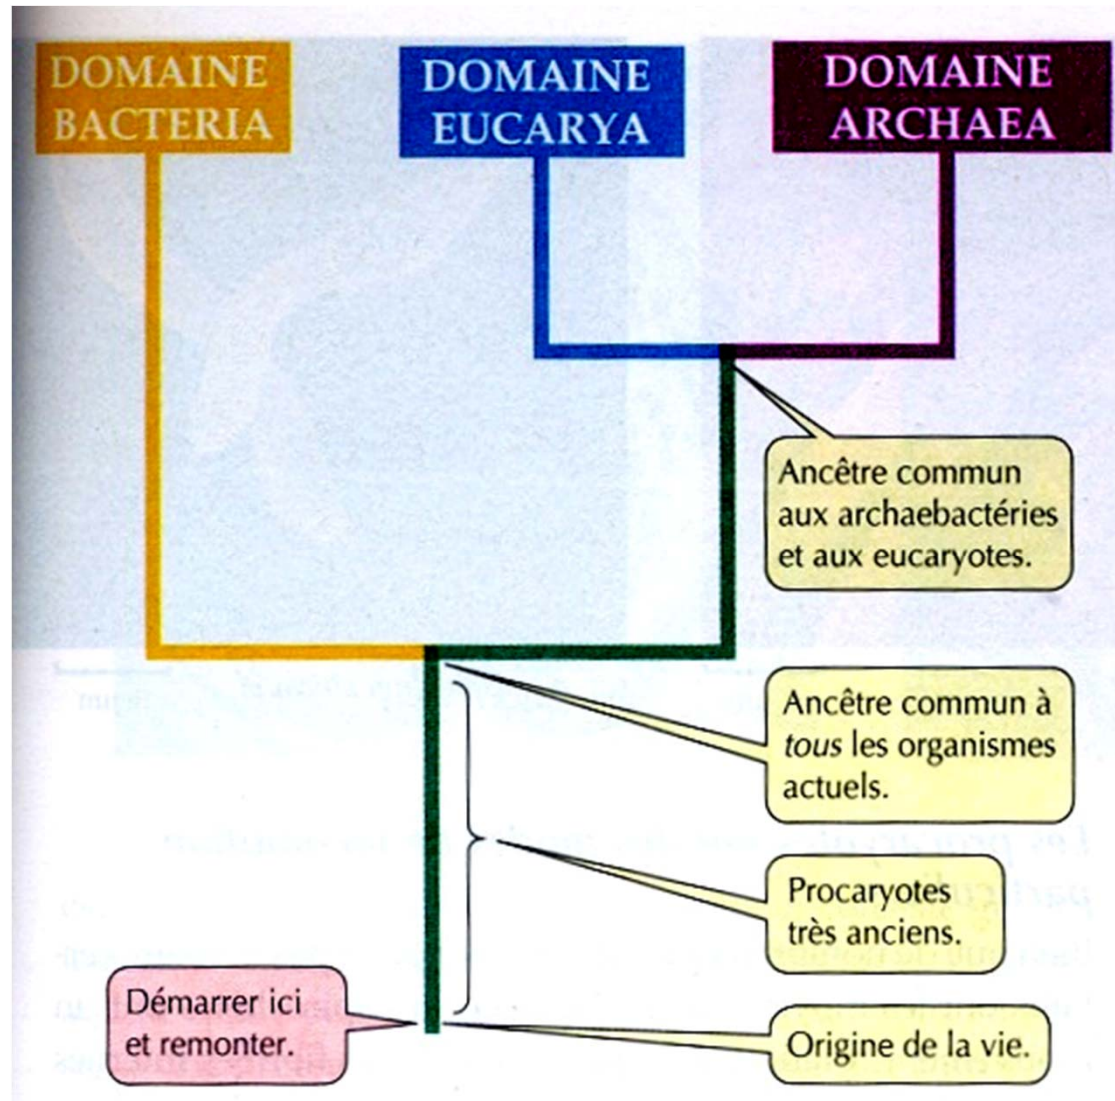 DOMAINE
BACTERIA
DOMAINE
EUCARYA
DOMAINE
ARCHAEA
Ancêtre commun
aux archaebactéries
et aux eucaryotes.
Ancêtre commun à
tous les organismes
actuels.
Procaryotes
très anciens.
Démarrer ici
et remonter.
Origine de la vie.